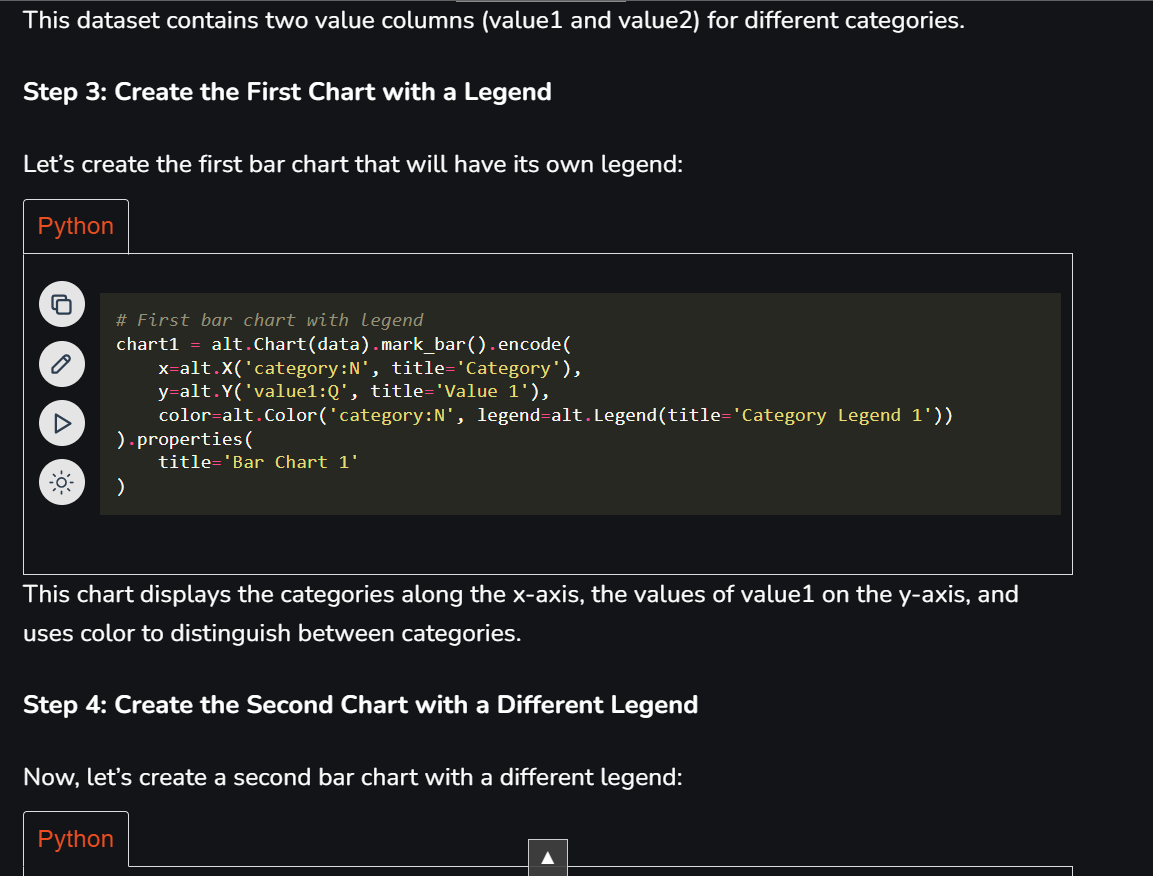 This dataset contains two value columns (value1 and value2) for different categories.
Step 3: Create the First Chart with a Legend
Let’s create the first bar chart that will have its own legend:
Python
# First bar chart with legend
chart1 = alt.Chart(data).mark_bar().encode(
    x=alt.X('category:N', title='Category'),
    y=alt.Y('value1:Q', title='Value 1'),
    color=alt.Color('category:N', legend=alt.Legend(title='Category Legend 1'))
).properties(
    title='Bar Chart 1'
)
This chart displays the categories along the x-axis, the values of value1 on the y-axis, and
uses color to distinguish between categories.
Step 4: Create the Second Chart with a Different Legend
Now, let’s create a second bar chart with a different legend:
Python